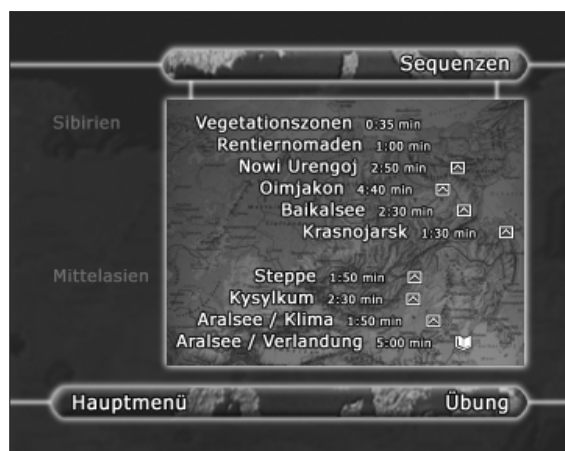 Sequenzen
Sibirien
Vegetationszonen 0:35 min
Rentiernomaden 1:00 min
Nowi Urengoj 2:50 min
Oimjakon 4:40 min
Baikalsee 2:30 min
Krasnojarsk 1:30 min
Mittelasien
Steppe 1:50 min
Kysylkum 2:30 min
Aralsee / Klima 1:50 min
Aralsee / Verlandung 5:00 min
Hauptmenü Übung